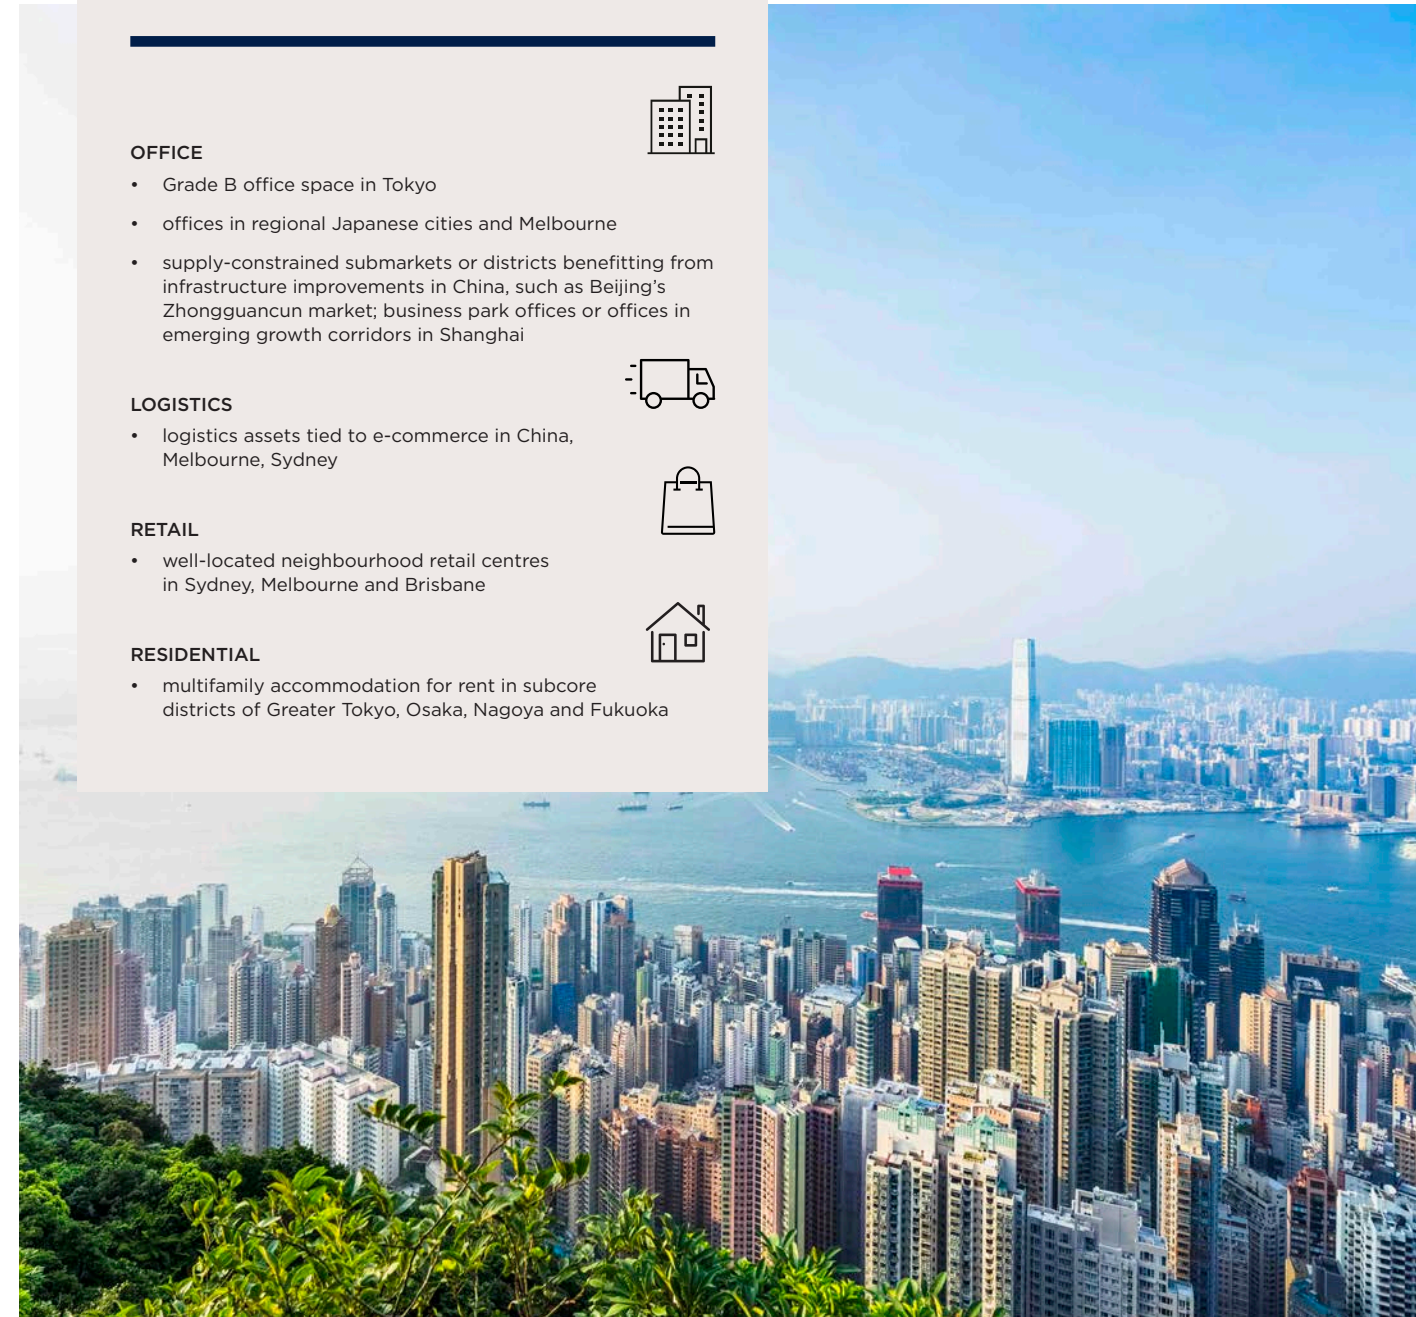 OFFICE
• Grade B office space in Tokyo
• offices in regional Japanese cities and Melbourne
• supply-constrained submarkets or districts benefitting from
infrastructure improvements in China, such as Beijing’s
Zhongguancun market; business park offices or offices in
emerging growth corridors in Shanghai
LOGISTICS
• logistics assets tied to e-commerce in China,
Melbourne, Sydney
RETAIL
• well-located neighbourhood retail centres
in Sydney, Melbourne and Brisbane
RESIDENTIAL
• multifamily accommodation for rent in subcore
districts of Greater Tokyo, Osaka, Nagoya and Fukuoka